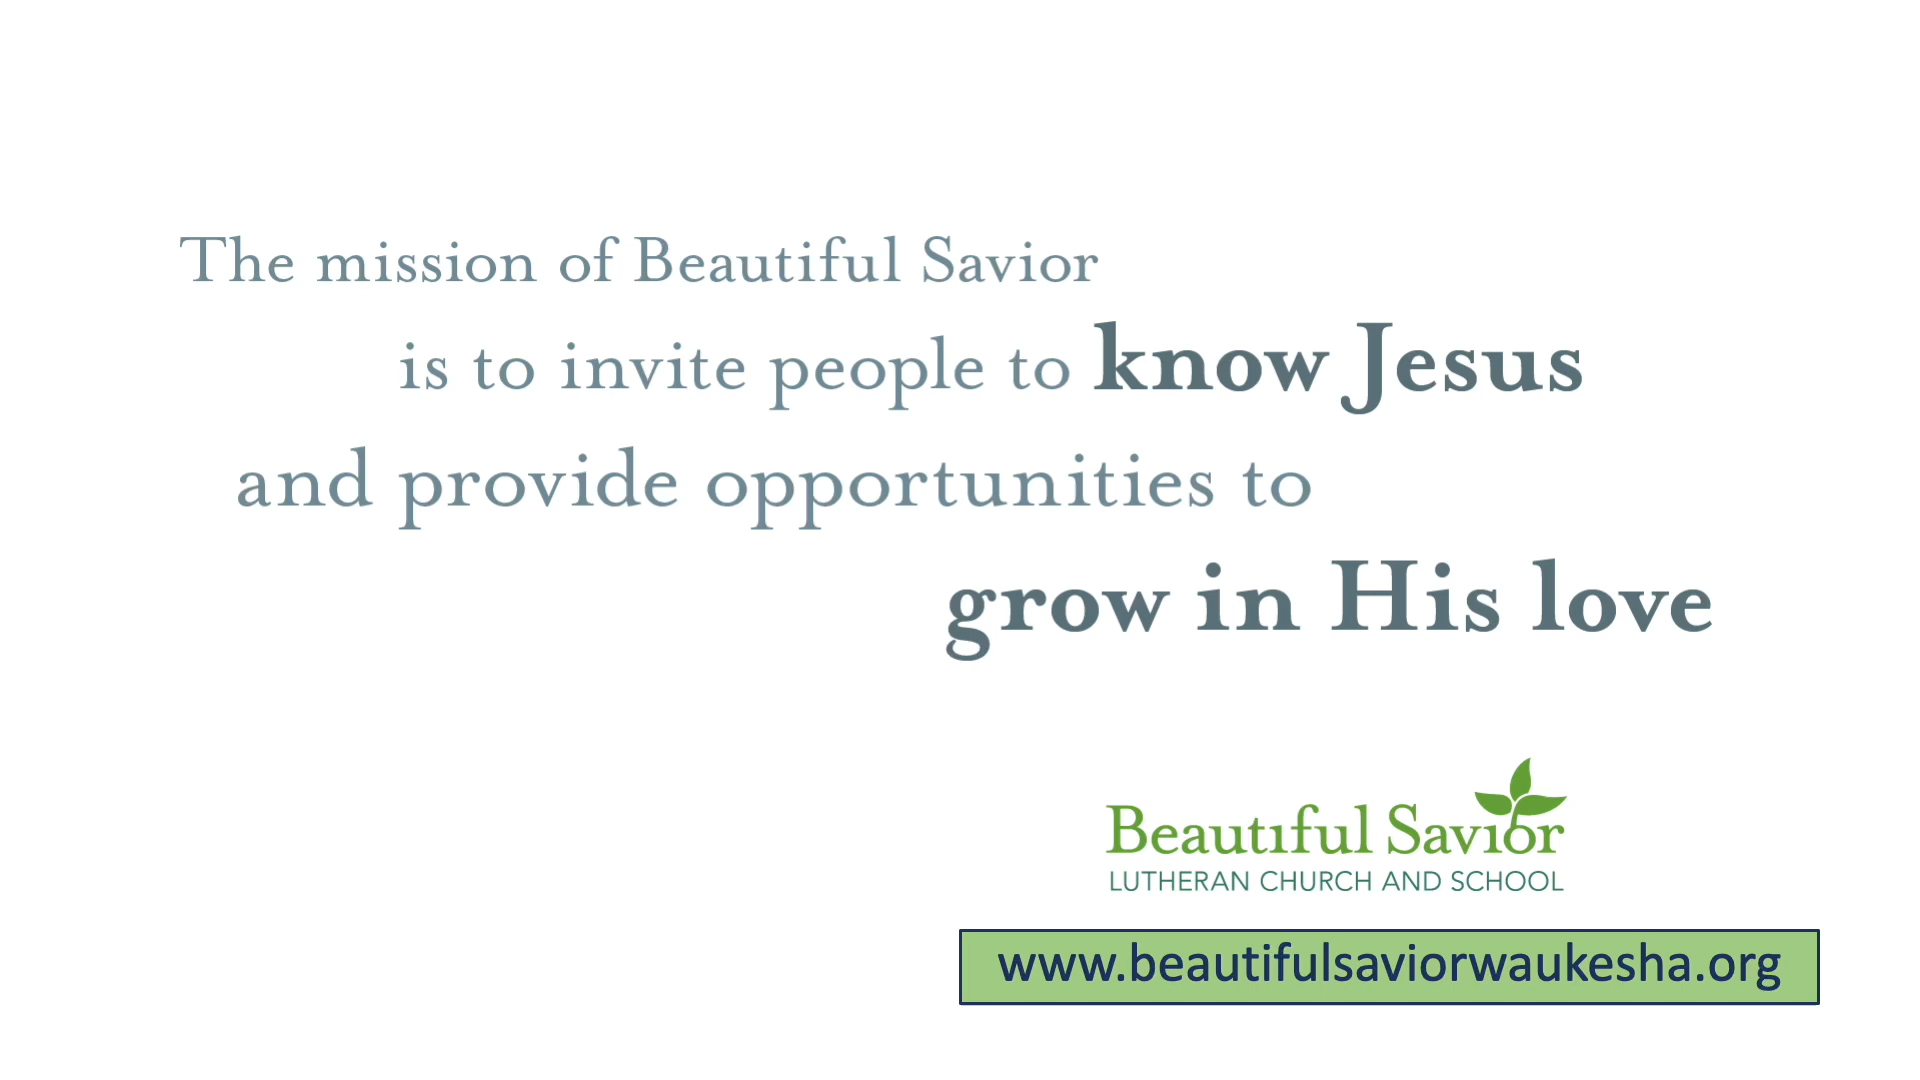 The mission of Beautiful Savior
is to invite people to know Jesus
and provide opportunities to
grow in His love
Beautiful Savior
LUTHERAN CHURCH AND SCHOOL
www.beautifulsaviorwaukesha.org